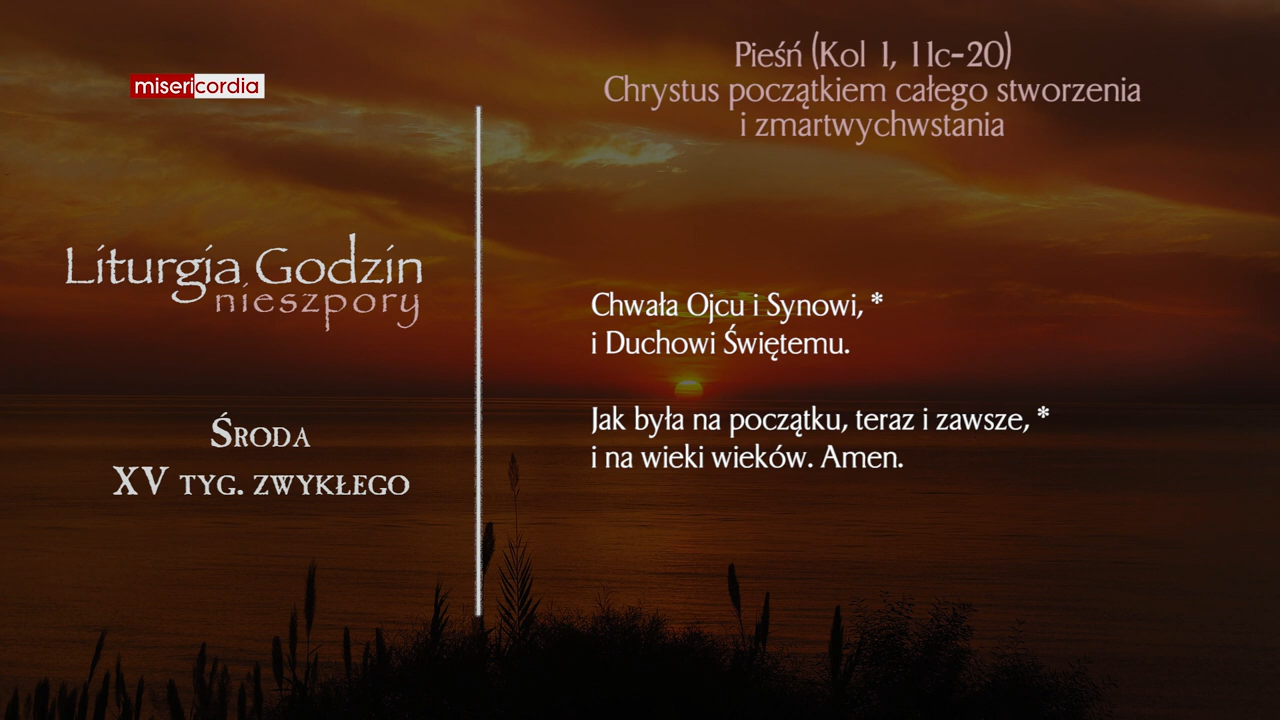 misericordia
Liturgia Godzin
nieszpory
Środa
XV tyg. zwykłego
Pieśń (Kol 1, 11c-20)
Chrystus początkiem całego stworzenia
i zmartwychwstania
Chwała Ojcu i Synowi, *
i Duchowi Świętemu.
Jak była na początku, teraz i zawsze, *
i na wieki wieków. Amen.